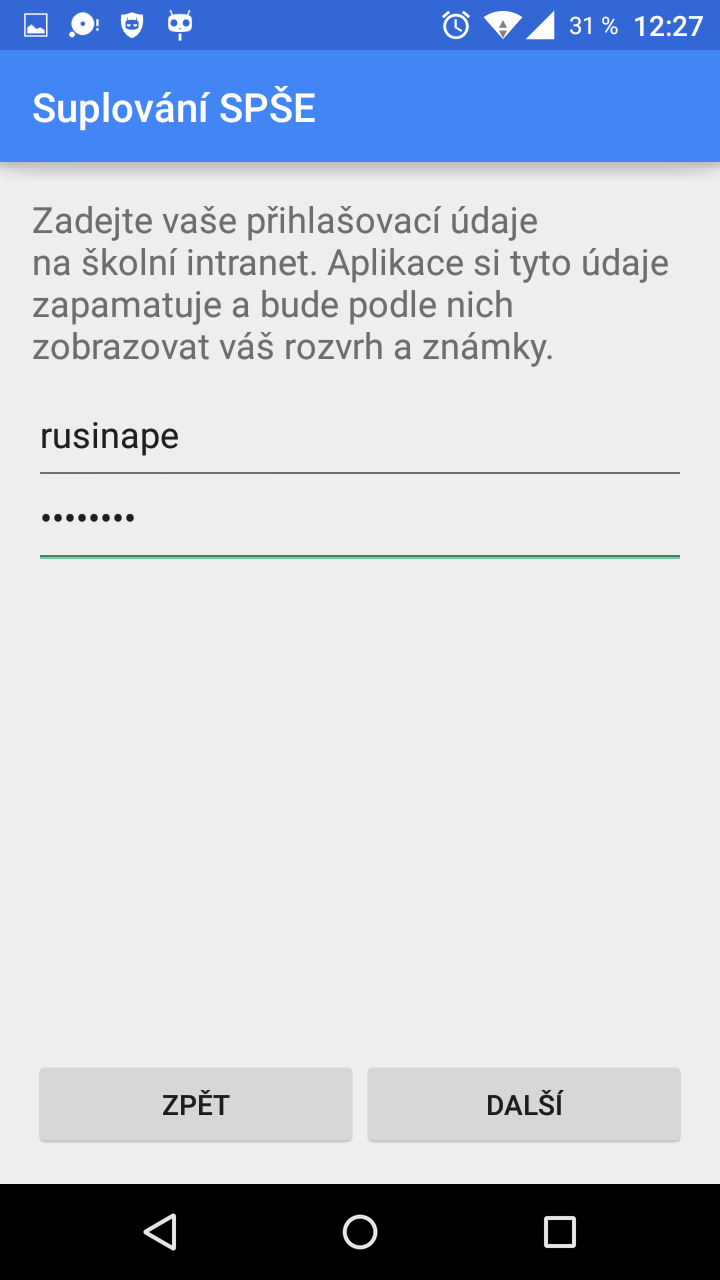 31 % 12:27
Suplování SPŠE
Zadejte vaše přihlašovací údaje
na školní intranet. Aplikace si tyto údaje
zapamatuje a bude podle nich
zobrazovat váš rozvrh a známky.
rusinape
••••••••
ZPĚT DALŠÍ